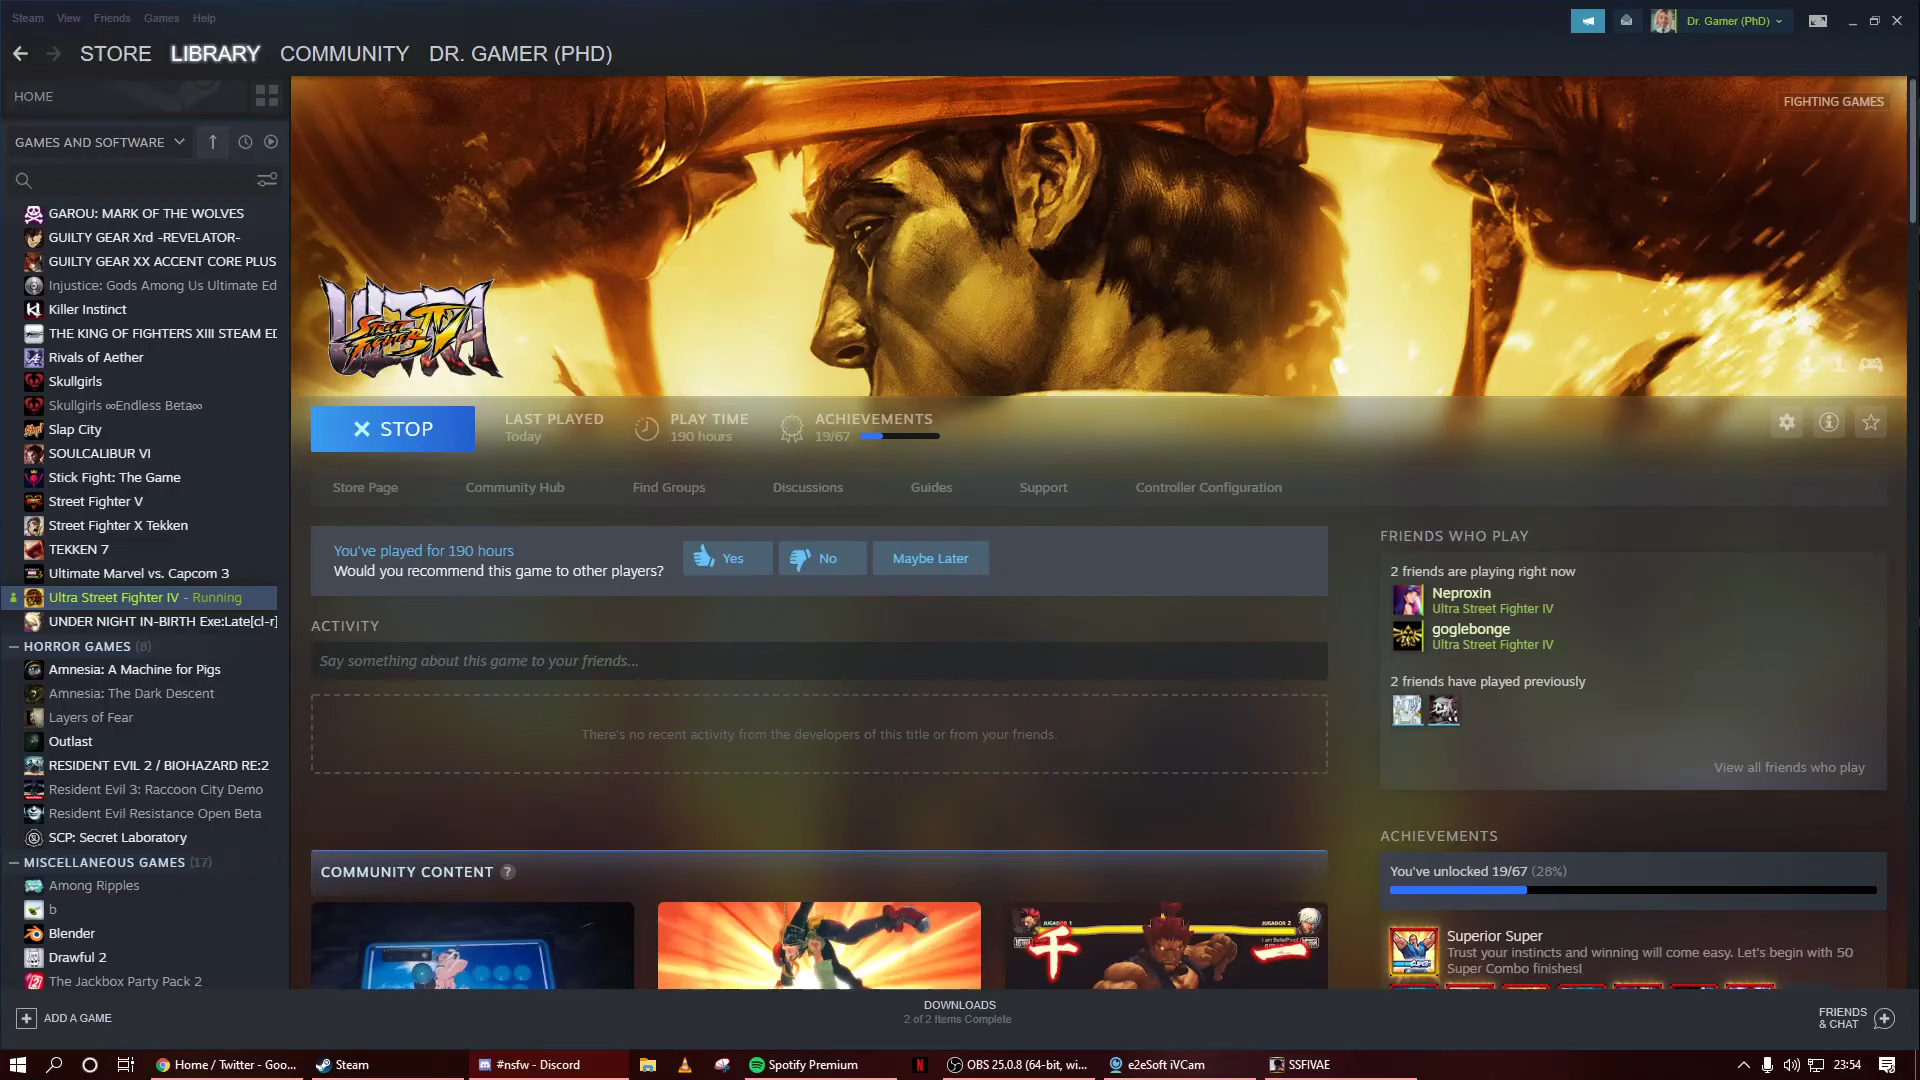 Steam View Friends Games Help
Dr. Gamer (PhD)
STORE LIBRARY COMMUNITY DR. GAMER (PHD)
HOME
FIGHTING GAMES
GAMES AND SOFTWARE
GAROU: MARK OF THE WOLVES
GUILTY GEAR Xrd -REVELATOR-
GUILTY GEAR XX ACCENT CORE PLUS
Injustice: Gods Among Us Ultimate Ed
Killer Instinct
THE KING OF FIGHTERS XIII STEAM ED
Rivals of Aether
Skullgirls
Skullgirls ∞Endless Beta∞
Slap City
SOULCALIBUR VI
Stick Fight: The Game
Street Fighter V
Street Fighter X Tekken
TEKKEN 7
Ultimate Marvel vs. Capcom 3
Ultra Street Fighter IV - Running
UNDER NIGHT IN-BIRTH Exe:Late[cl-r]
HORROR GAMES (8)
Amnesia: A Machine for Pigs
Amnesia: The Dark Descent
Layers of Fear
Outlast
RESIDENT EVIL 2 / BIOHAZARD RE:2
Resident Evil 3: Raccoon City Demo
Resident Evil Resistance Open Beta
SCP: Secret Laboratory
MISCELLANEOUS GAMES (17)
Among Ripples
b
Blender
Drawful 2
The Jackbox Party Pack 2
ADD A GAME
ULTRA
STREET FIGHTER IV
STOP
LAST PLAYED
Today
PLAY TIME
190 hours
ACHIEVEMENTS
19/67
Store Page Community Hub Find Groups Discussions Guides Support Controller Configuration
You've played for 190 hours
Would you recommend this game to other players?
Yes No Maybe Later
ACTIVITY
Say something about this game to your friends...
There's no recent activity from the developers of this title or from your friends.
COMMUNITY CONTENT ?
JUGADOR 1
JUGADOR 2
千
一
FRIENDS WHO PLAY
2 friends are playing right now
Neproxin
Ultra Street Fighter IV
goglebonge
Ultra Street Fighter IV
2 friends have played previously
View all friends who play
ACHIEVEMENTS
You've unlocked 19/67 (28%)
Superior Super
Trust your instincts and winning will come easy. Let's begin with 50
Super Combo finishes!
DOWNLOADS
2 of 2 Items Complete
FRIENDS
& CHAT
Home / Twitter - Goo...
Steam
#nsfw - Discord
Spotify Premium
OBS 25.0.8 (64-bit, wi...
e2eSoft iVCam
SSFIVAE
23:54